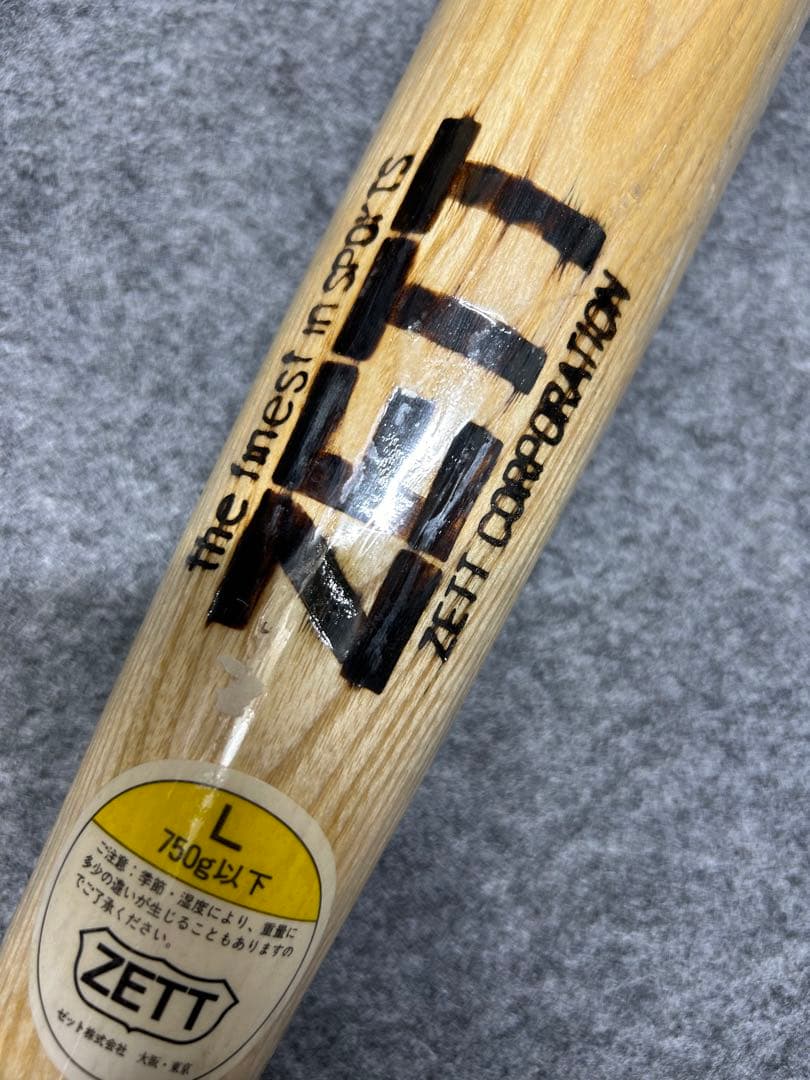 the finest in SPORTS
ZETT
ZETT CORPORATION
L
750g以下
ご注意：季節・湿度により、重量に
多少の違いが生じることもありますの
でご了承ください。
ZETT
ゼット株式会社 大阪・東京